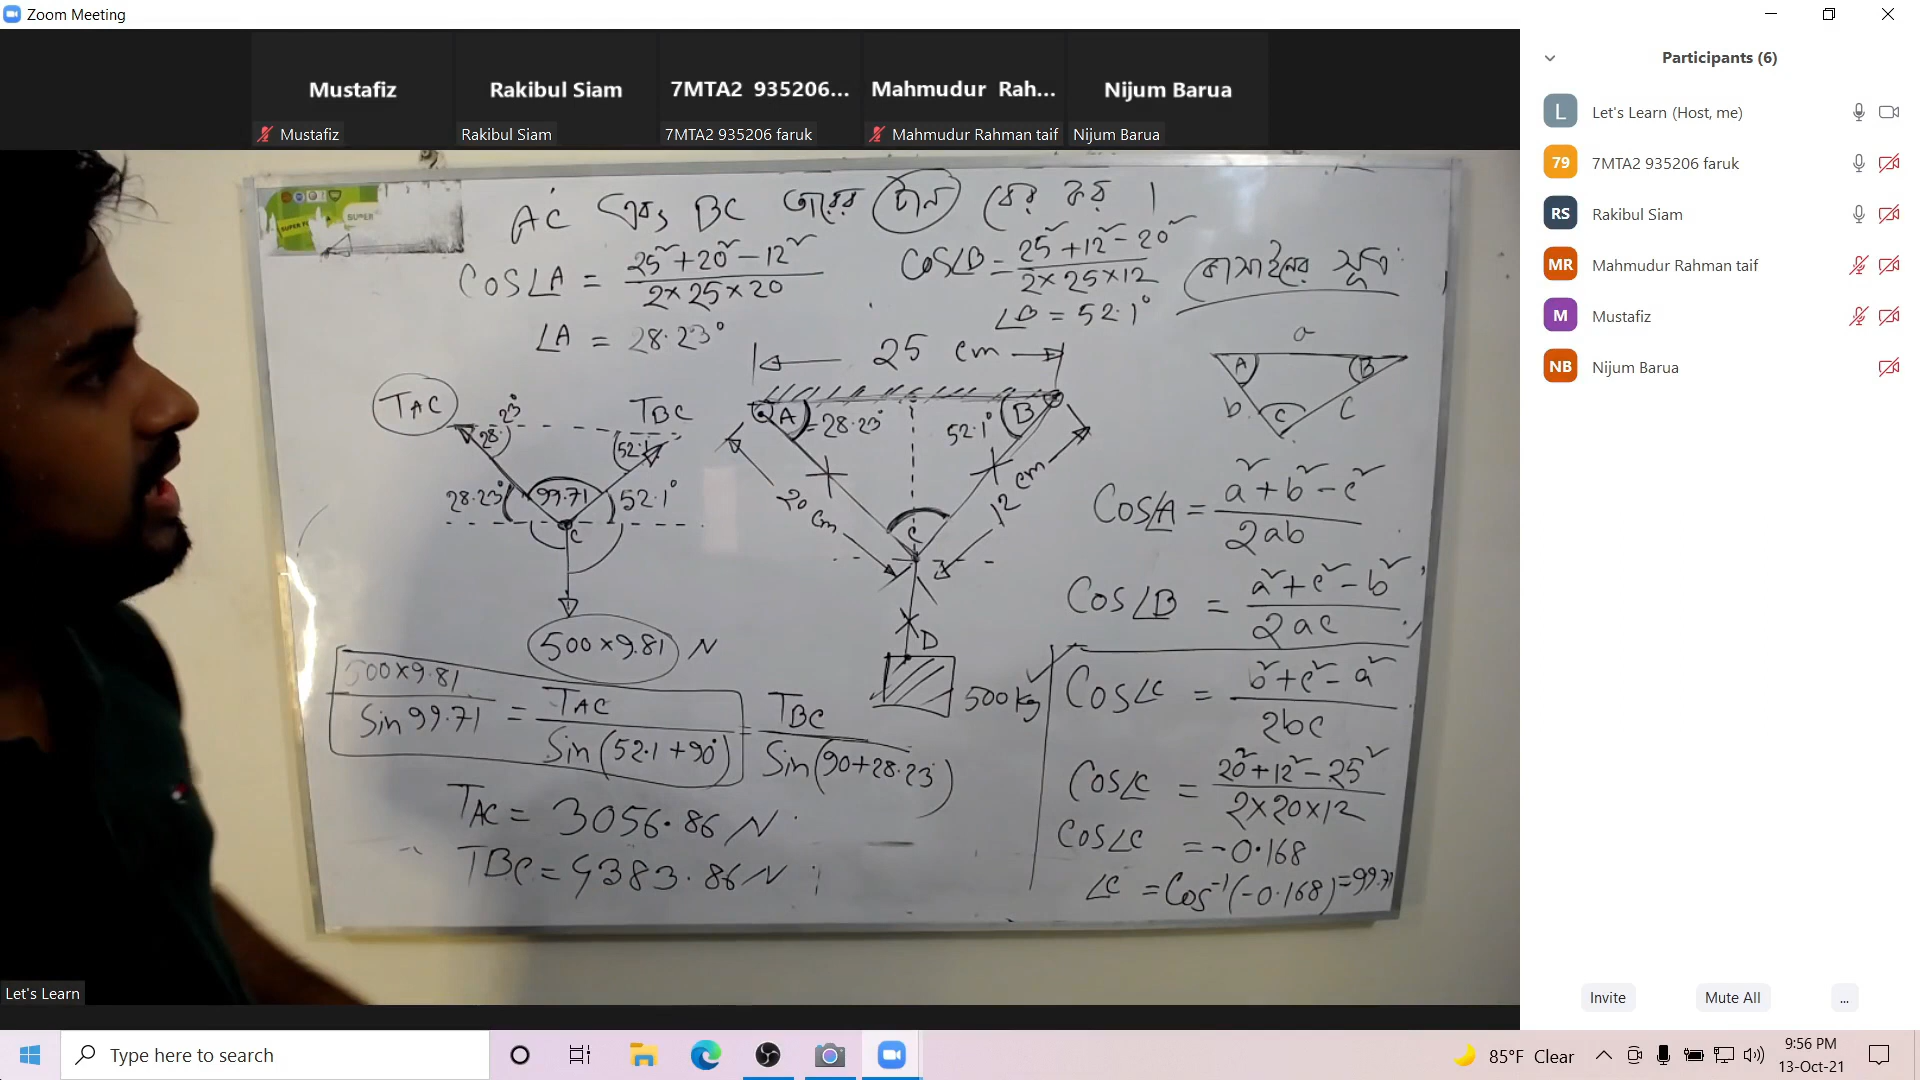 Zoom Meeting
Mustafiz
Rakibul Siam
7MTA2 935206...
Mahmudur Rah...
Nijum Barua
Mustafiz
Rakibul Siam
7MTA2 935206 faruk
Mahmudur Rahman taif
Nijum Barua
Participants (6)
L Let's Learn (Host, me)
79 7MTA2 935206 faruk
RS Rakibul Siam
MR Mahmudur Rahman taif
M Mustafiz
NB Nijum Barua
SUPER
AC এবং BC তারের টান বের কর।
Cos∠A = (25²+20²-12²)/(2×25×20)
∠A = 28.23°
Cos∠B = (25²+12²-20²)/(2×25×12)
∠B = 52.1°
কোসাইনের সূত্র:
25 cm
A = 28.23°
52.1° B
20 cm
12 cm
C
D
500 kg
TAC
TBC
28.23°
52.1
28.23°
99.71
52.1°
C
500×9.81 N
500×9.81/Sin 99.71 = TAC/Sin(52.1+90°) = TBC/Sin(90+28.23)
TAC = 3056.86 N
TBC = 4383.86 N
a
A B
b C c
Cos∠A = (a²+b²-c²)/2ab
Cos∠B = (a²+c²-b²)/2ac
Cos∠C = (b²+c²-a²)/2bc
Cos∠C = (20²+12²-25²)/(2×20×12)
Cos∠C = -0.168
∠C = Cos⁻¹(-0.168) = 99.71
Let's Learn
Invite
Mute All
...
Type here to search
85°F Clear
9:56 PM
13-Oct-21